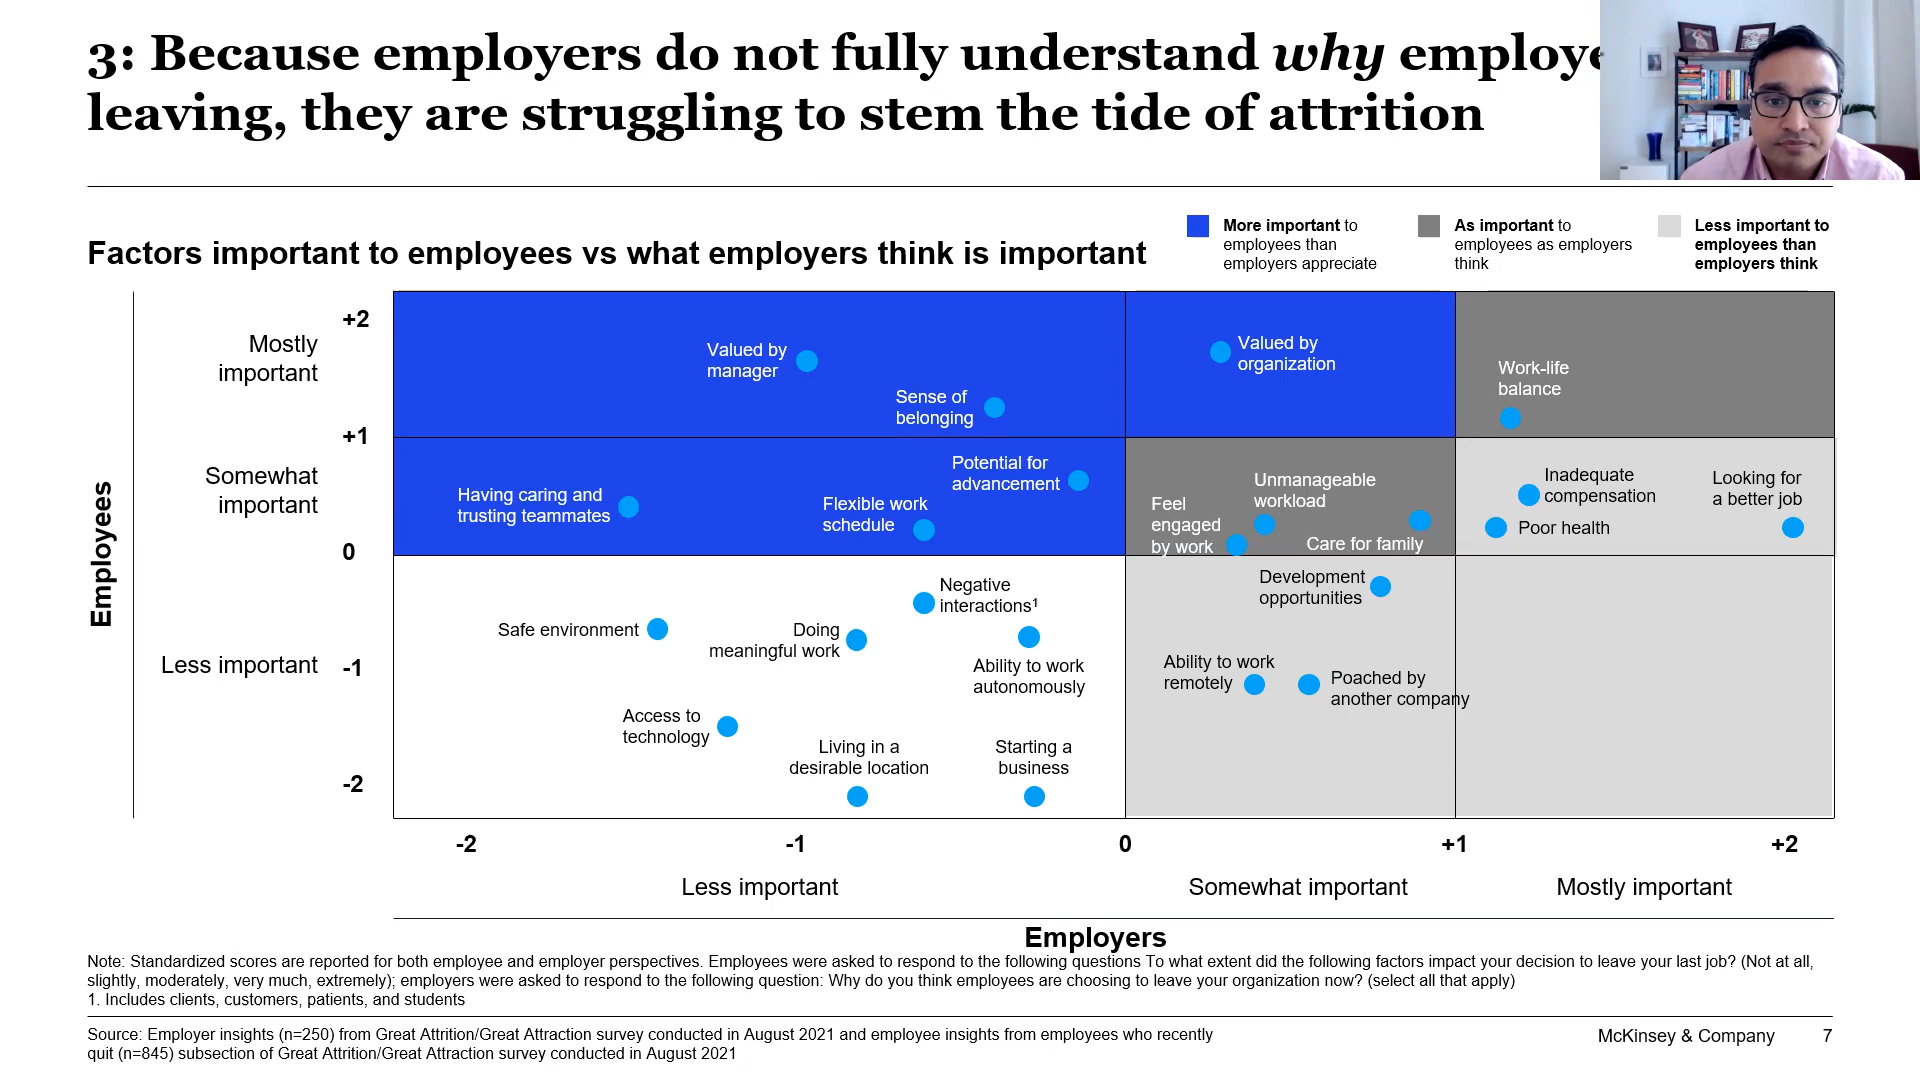 3: Because employers do not fully understand why employe
leaving, they are struggling to stem the tide of attrition
Factors important to employees vs what employers think is important
More important to
employees than
employers appreciate
As important to
employees as employers
think
Less important to
employees than
employers think
Employees
Mostly
important
Somewhat
important
Less important
+2
+1
0
-1
-2
Valued by
manager
Sense of
belonging
Valued by
organization
Work-life
balance
Having caring and
trusting teammates
Flexible work
schedule
Potential for
advancement
Feel
engaged
by work
Unmanageable
workload
Care for family
Inadequate
compensation
Poor health
Looking for
a better job
Safe environment
Doing
meaningful work
Negative
interactions¹
Ability to work
autonomously
Access to
technology
Living in a
desirable location
Starting a
business
Development
opportunities
Ability to work
remotely
Poached by
another company
-2
-1
0
+1
+2
Less important
Somewhat important
Mostly important
Employers
Note: Standardized scores are reported for both employee and employer perspectives. Employees were asked to respond to the following questions To what extent did the following factors impact your decision to leave your last job? (Not at all,
slightly, moderately, very much, extremely); employers were asked to respond to the following question: Why do you think employees are choosing to leave your organization now? (select all that apply)
1. Includes clients, customers, patients, and students
Source: Employer insights (n=250) from Great Attrition/Great Attraction survey conducted in August 2021 and employee insights from employees who recently
quit (n=845) subsection of Great Attrition/Great Attraction survey conducted in August 2021
McKinsey & Company
7